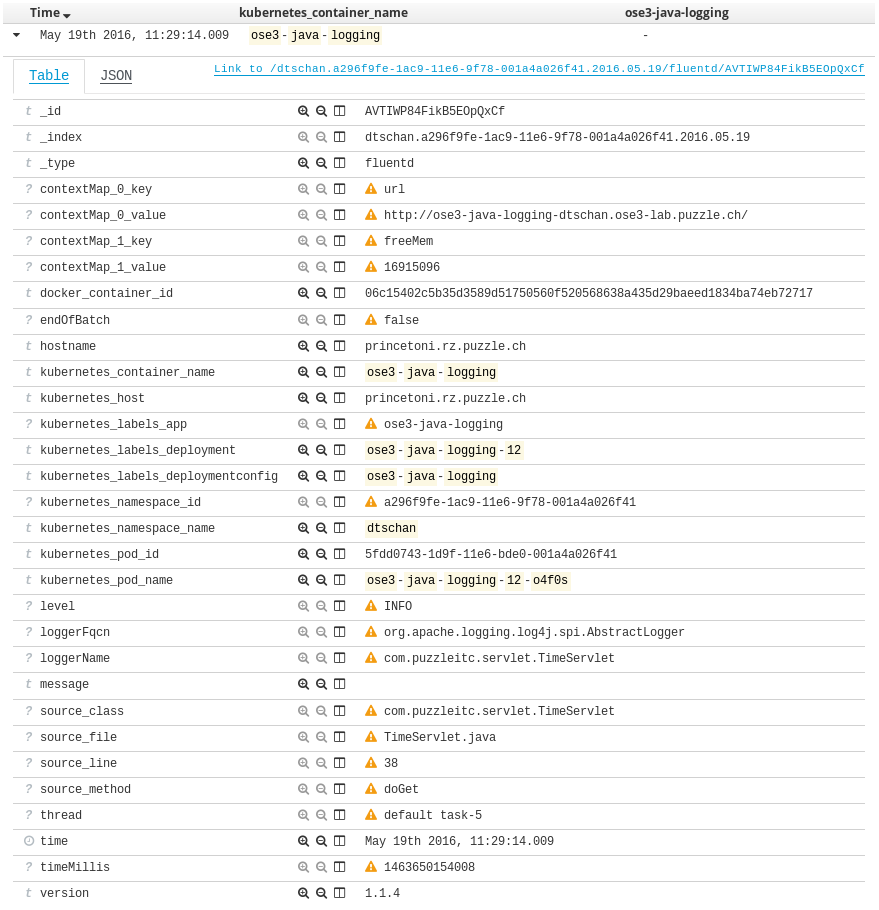 Time kubernetes_container_name ose3-java-logging
May 19th 2016, 11:29:14.009 ose3-java-logging -
Table JSON Link to /dtschan.a296f9fe-1ac9-11e6-9f78-001a4a026f41.2016.05.19/fluentd/AVTIWP84FikB5EOpQxCf
t _id AVTIWP84FikB5EOpQxCf
t _index dtschan.a296f9fe-1ac9-11e6-9f78-001a4a026f41.2016.05.19
t _type fluentd
? contextMap_0_key url
? contextMap_0_value http://ose3-java-logging-dtschan.ose3-lab.puzzle.ch/
? contextMap_1_key freeMem
? contextMap_1_value 16915096
t docker_container_id 06c15402c5b35d3589d51750560f520568638a435d29baeed1834ba74eb72717
? endOfBatch false
t hostname princetoni.rz.puzzle.ch
t kubernetes_container_name ose3-java-logging
t kubernetes_host princetoni.rz.puzzle.ch
? kubernetes_labels_app ose3-java-logging
t kubernetes_labels_deployment ose3-java-logging-12
t kubernetes_labels_deploymentconfig ose3-java-logging
? kubernetes_namespace_id a296f9fe-1ac9-11e6-9f78-001a4a026f41
t kubernetes_namespace_name dtschan
t kubernetes_pod_id 5fdd0743-1d9f-11e6-bde0-001a4a026f41
t kubernetes_pod_name ose3-java-logging-12-o4f0s
? level INFO
? loggerFqcn org.apache.logging.log4j.spi.AbstractLogger
? loggerName com.puzzleitc.servlet.TimeServlet
t message
? source_class com.puzzleitc.servlet.TimeServlet
? source_file TimeServlet.java
? source_line 38
? source_method doGet
? thread default task-5
time May 19th 2016, 11:29:14.009
? timeMillis 1463650154008
t version 1.1.4